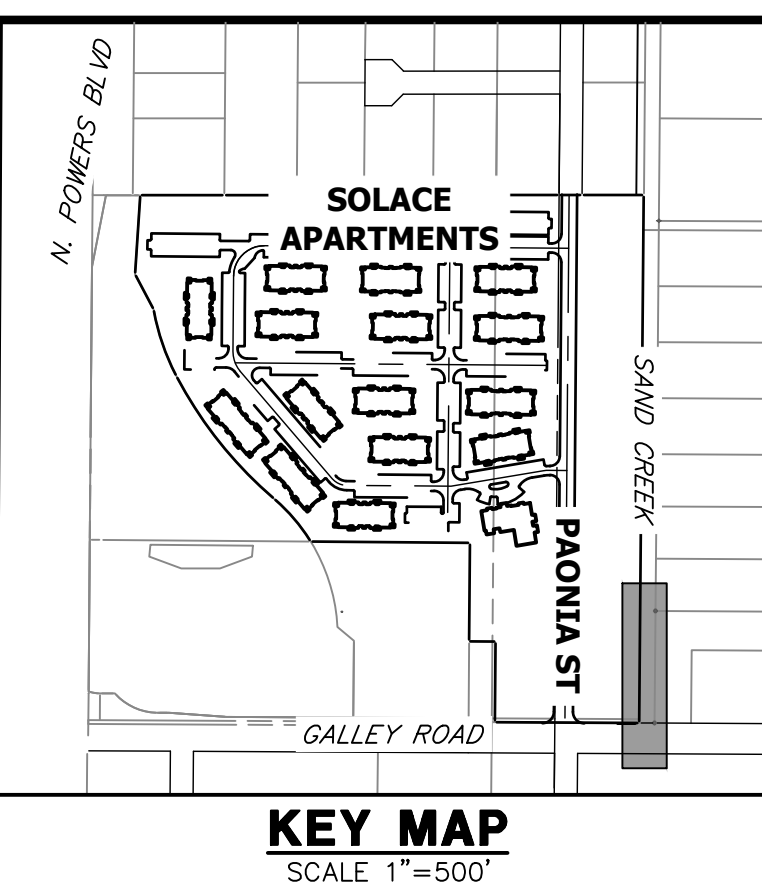 N. POWERS BLVD
SOLACE
APARTMENTS
SAND CREEK
PAONIA ST
GALLEY ROAD
KEY MAP
SCALE 1"=500'